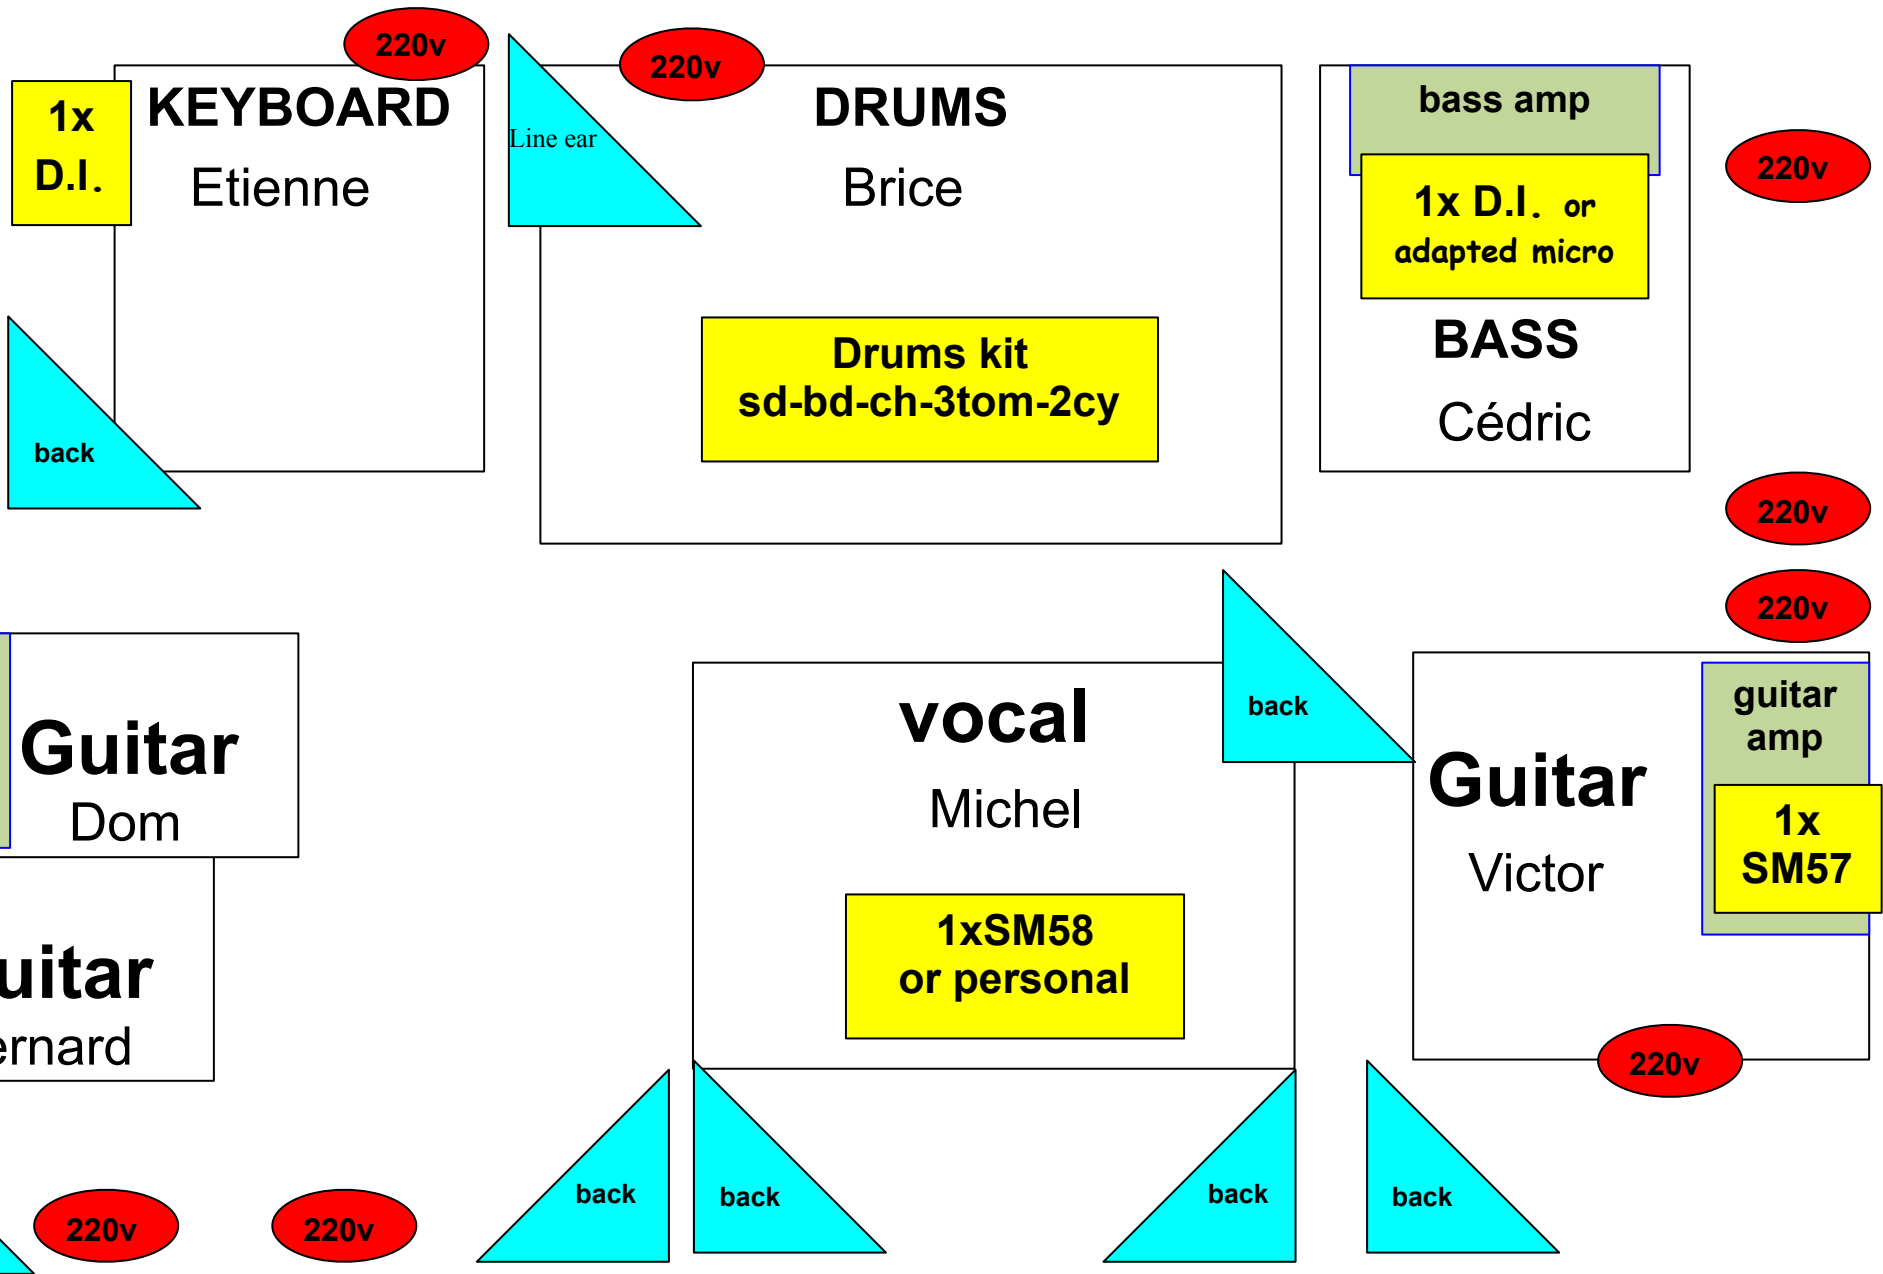 220v
220v
1x
D.I.
KEYBOARD
Etienne
Line ear
DRUMS
Brice
bass amp
1x D.I. or
adapted micro
220v
BASS
Cédric
Drums kit
sd-bd-ch-3tom-2cy
back
220v
220v
Guitar
Dom
vocal
Michel
back
Guitar
Victor
guitar
amp
1x
SM57
1xSM58
or personal
uitar
ernard
220v
back
back
back
back
220v
220v